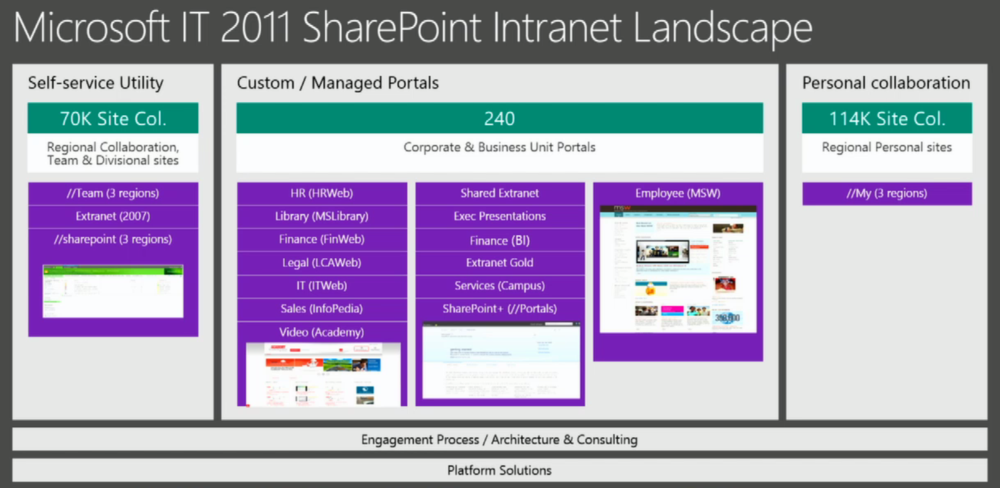 Microsoft IT 2011 SharePoint Intranet Landscape
Self-service Utility
70K Site Col.
Regional Collaboration,
Team & Divisional sites
//Team (3 regions)
Extranet (2007)
//sharepoint (3 regions)
Custom / Managed Portals
240
Corporate & Business Unit Portals
HR (HRWeb)
Library (MSLibrary)
Finance (FinWeb)
Legal (LCAWeb)
IT (ITWeb)
Sales (InfoPedia)
Video (Academy)
Shared Extranet
Exec Presentations
Finance (BI)
Extranet Gold
Services (Campus)
SharePoint+ (//Portals)
getting started
Employee (MSW)
msw
Personal collaboration
114K Site Col.
Regional Personal sites
//My (3 regions)
Engagement Process / Architecture & Consulting
Platform Solutions